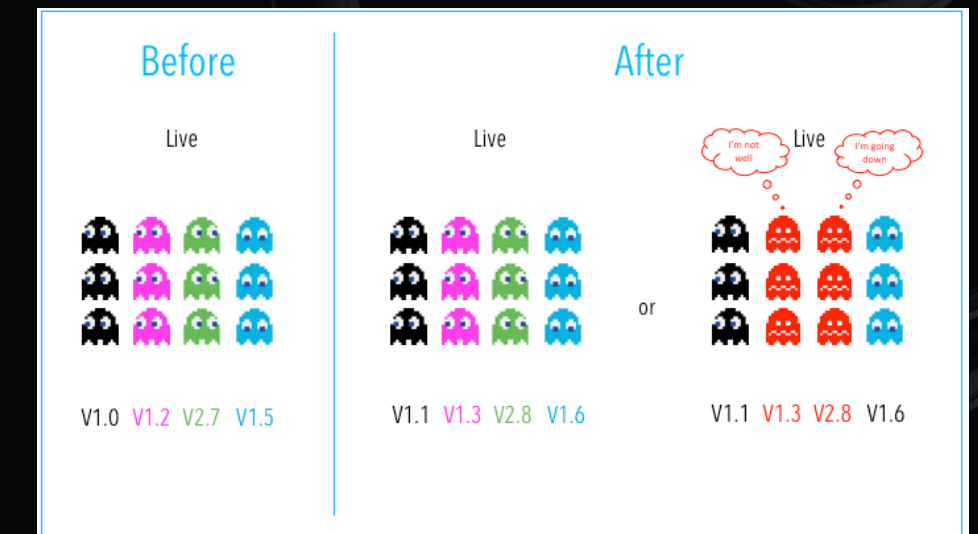 Before
After
Live
Live
Live
I'm not
well
I'm going
down
or
V1.0 V1.2 V2.7 V1.5
V1.1 V1.3 V2.8 V1.6
V1.1 V1.3 V2.8 V1.6